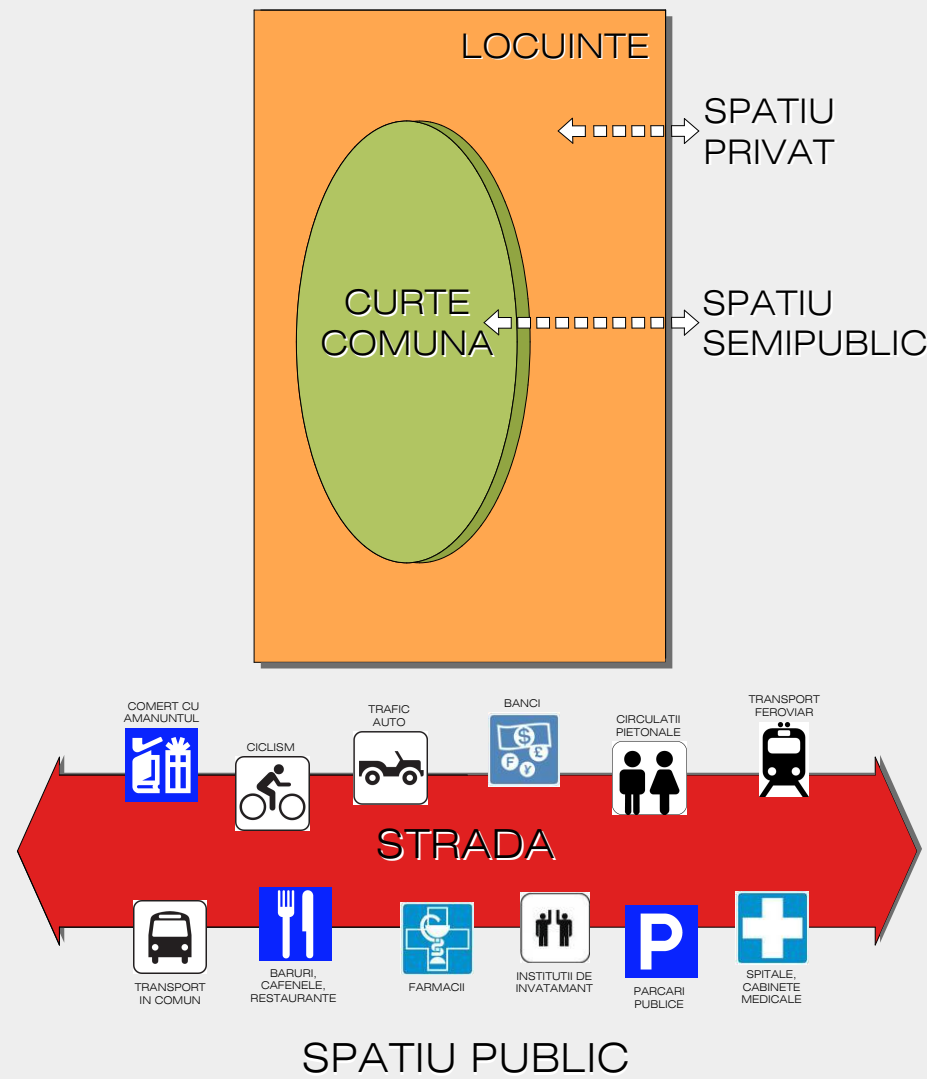 LOCUINTE
SPATIU
PRIVAT
CURTE
COMUNA
SPATIU
SEMIPUBLIC
COMERT CU
AMANUNTUL
CICLISM
TRAFIC
AUTO
BANCI
$
£
F
¥
CIRCULATII
PIETONALE
TRANSPORT
FEROVIAR
STRADA
TRANSPORT
IN COMUN
BARURI,
CAFENELE,
RESTAURANTE
FARMACII
INSTITUTII DE
INVATAMANT
P
PARCARI
PUBLICE
SPITALE,
CABINETE
MEDICALE
SPATIU PUBLIC